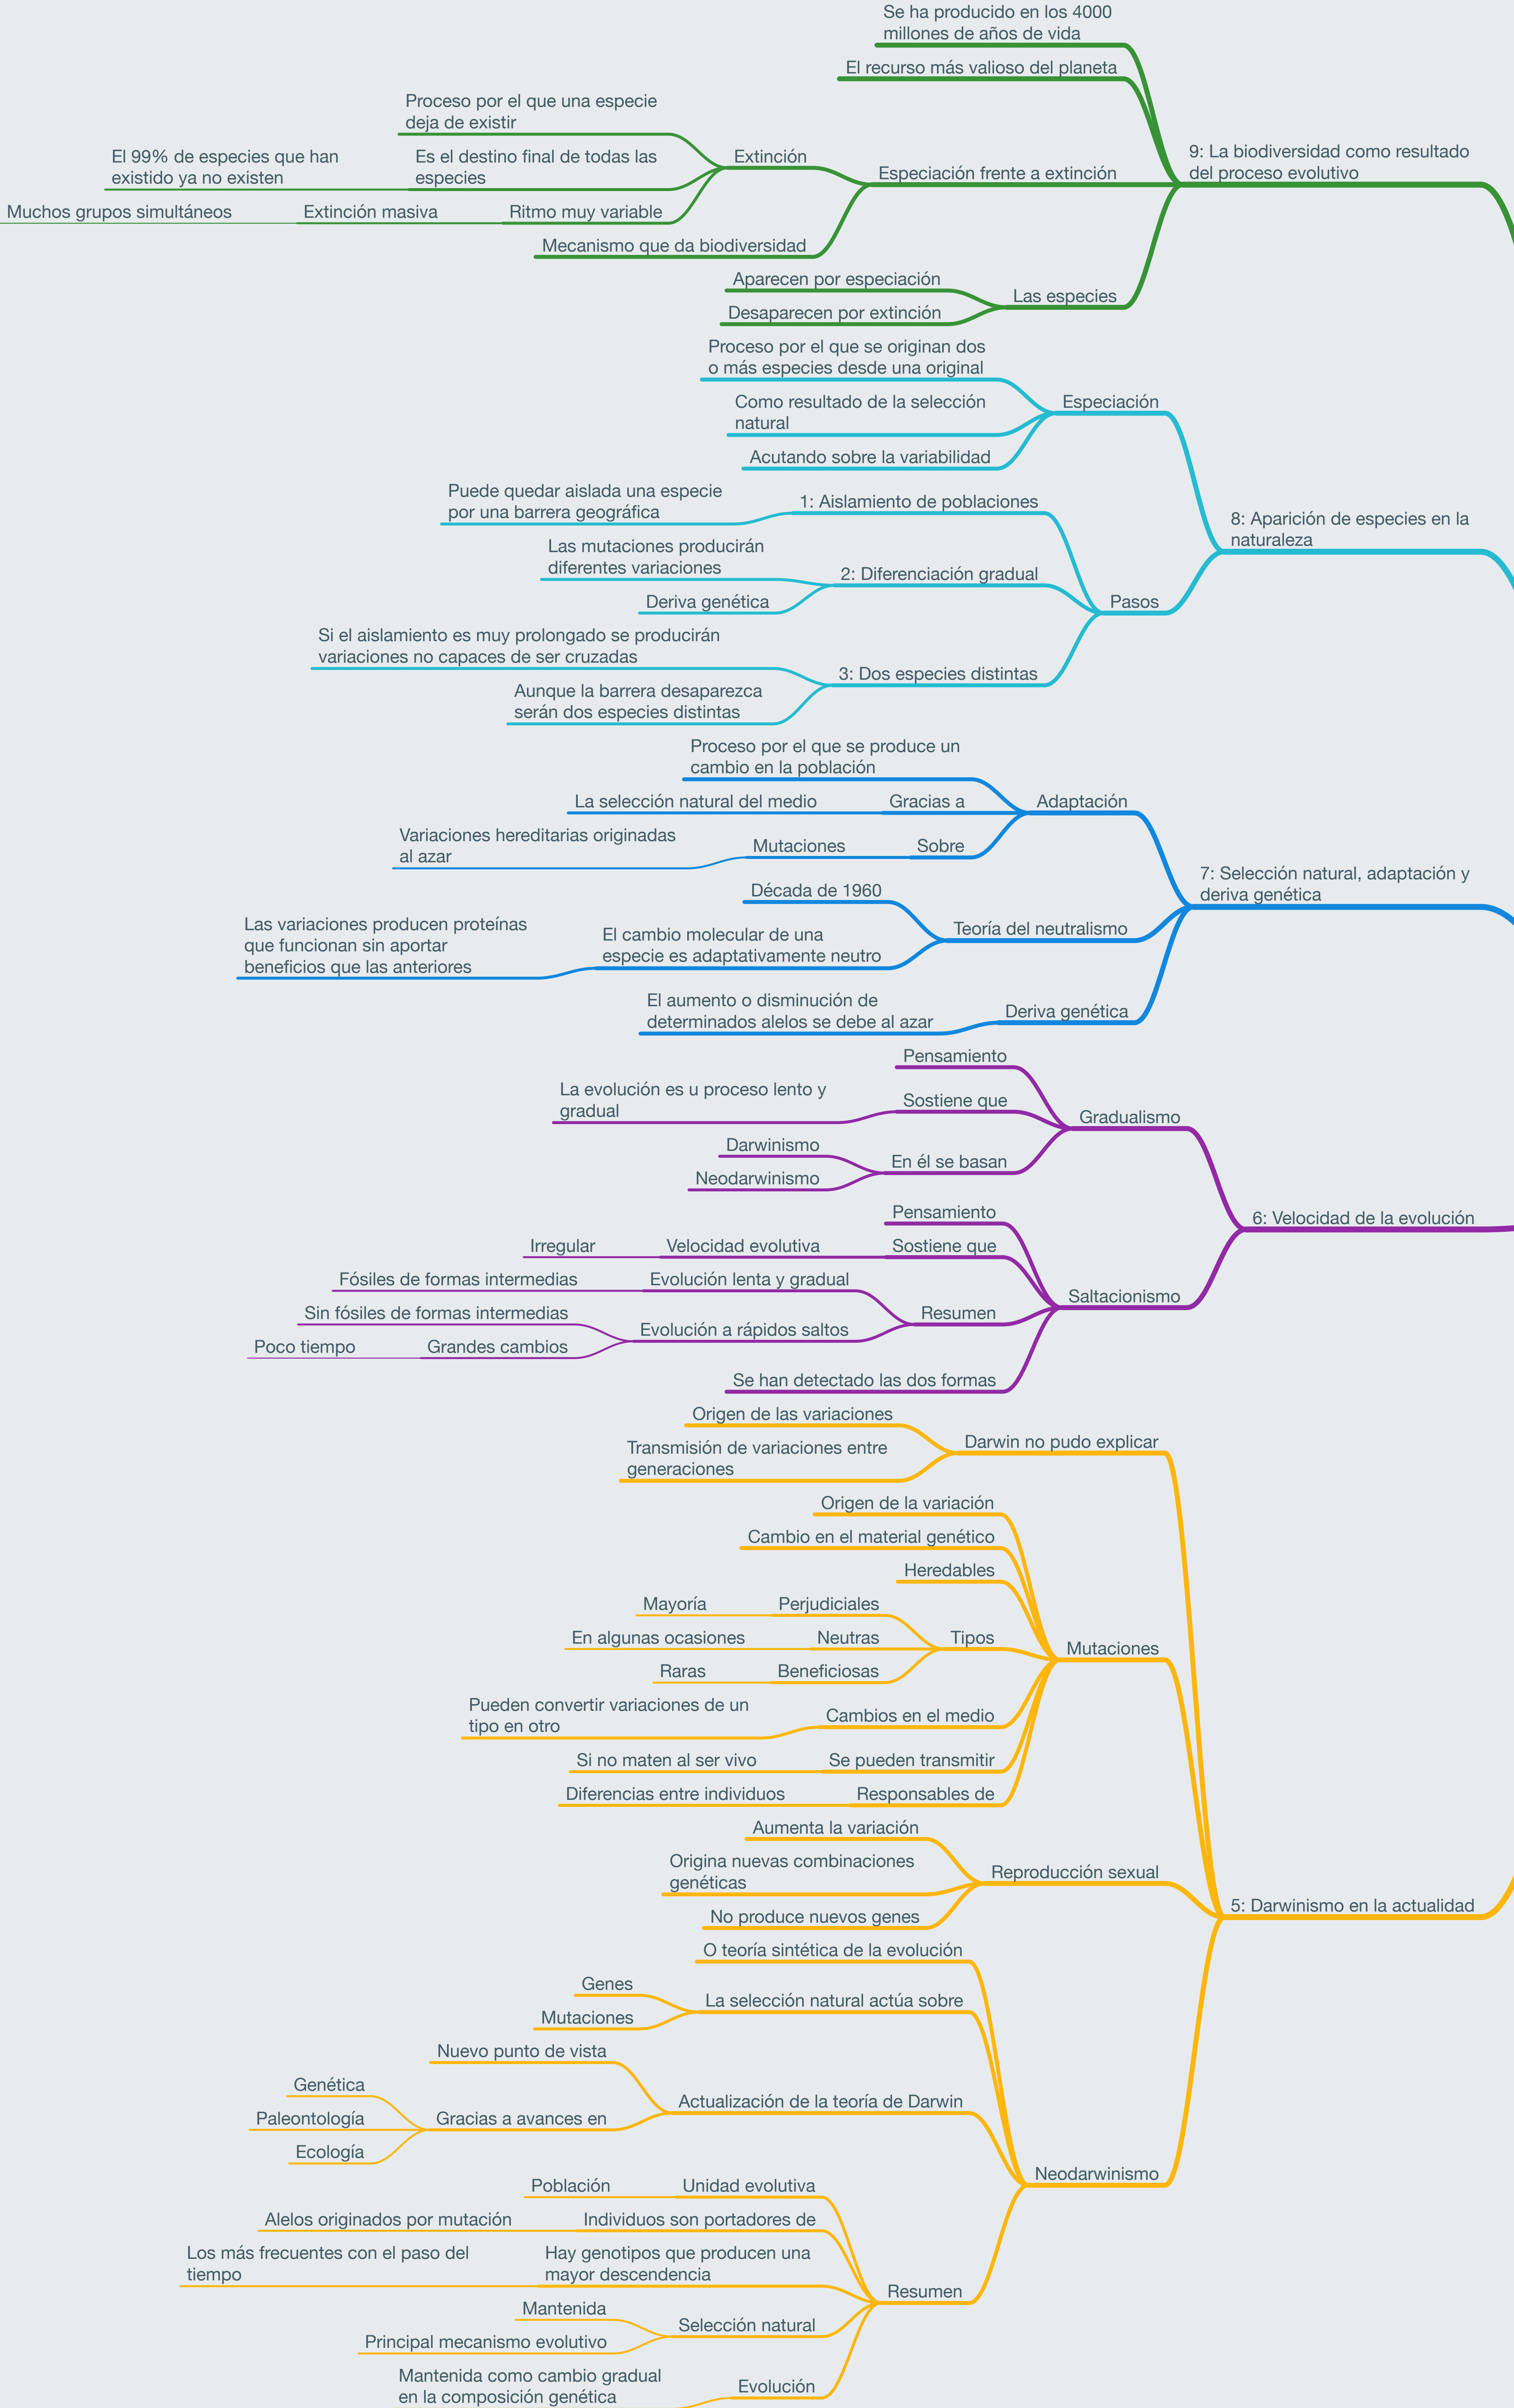 Se ha producido en los 4000
millones de años de vida
El recurso más valioso del planeta
Proceso por el que una especie
deja de existir
El 99% de especies que han
existido ya no existen
Es el destino final de todas las
especies
Extinción
Especiación frente a extinción
9: La biodiversidad como resultado
del proceso evolutivo
Muchos grupos simultáneos
Extinción masiva
Ritmo muy variable
Mecanismo que da biodiversidad
Aparecen por especiación
Las especies
Desaparecen por extinción
Proceso por el que se originan dos
o más especies desde una original
Como resultado de la selección
natural
Especiación
Acutando sobre la variabilidad
Puede quedar aislada una especie
por una barrera geográfica
1: Aislamiento de poblaciones
8: Aparición de especies en la
naturaleza
Las mutaciones producirán
diferentes variaciones
2: Diferenciación gradual
Deriva genética
Pasos
Si el aislamiento es muy prolongado se producirán
variaciones no capaces de ser cruzadas
3: Dos especies distintas
Aunque la barrera desaparezca
serán dos especies distintas
Proceso por el que se produce un
cambio en la población
La selección natural del medio
Gracias a
Adaptación
Variaciones hereditarias originadas
al azar
Mutaciones
Sobre
7: Selección natural, adaptación y
deriva genética
Década de 1960
Teoría del neutralismo
Las variaciones producen proteínas
que funcionan sin aportar
beneficios que las anteriores
El cambio molecular de una
especie es adaptativamente neutro
El aumento o disminución de
determinados alelos se debe al azar
Deriva genética
Pensamiento
La evolución es u proceso lento y
gradual
Sostiene que
Gradualismo
Darwinismo
En él se basan
Neodarwinismo
Pensamiento
6: Velocidad de la evolución
Irregular
Velocidad evolutiva
Sostiene que
Fósiles de formas intermedias
Evolución lenta y gradual
Saltacionismo
Resumen
Sin fósiles de formas intermedias
Evolución a rápidos saltos
Poco tiempo
Grandes cambios
Se han detectado las dos formas
Origen de las variaciones
Darwin no pudo explicar
Transmisión de variaciones entre
generaciones
Origen de la variación
Cambio en el material genético
Heredables
Mayoría
Perjudiciales
En algunas ocasiones
Neutras
Tipos
Mutaciones
Raras
Beneficiosas
Pueden convertir variaciones de un
tipo en otro
Cambios en el medio
Si no maten al ser vivo
Se pueden transmitir
Diferencias entre individuos
Responsables de
Aumenta la variación
Origina nuevas combinaciones
genéticas
Reproducción sexual
No produce nuevos genes
5: Darwinismo en la actualidad
O teoría sintética de la evolución
Genes
La selección natural actúa sobre
Mutaciones
Nuevo punto de vista
Actualización de la teoría de Darwin
Genética
Paleontología
Gracias a avances en
Ecología
Neodarwinismo
Población
Unidad evolutiva
Alelos originados por mutación
Individuos son portadores de
Los más frecuentes con el paso del
tiempo
Hay genotipos que producen una
mayor descendencia
Resumen
Mantenida
Selección natural
Principal mecanismo evolutivo
Mantenida como cambio gradual
en la composición genética
Evolución